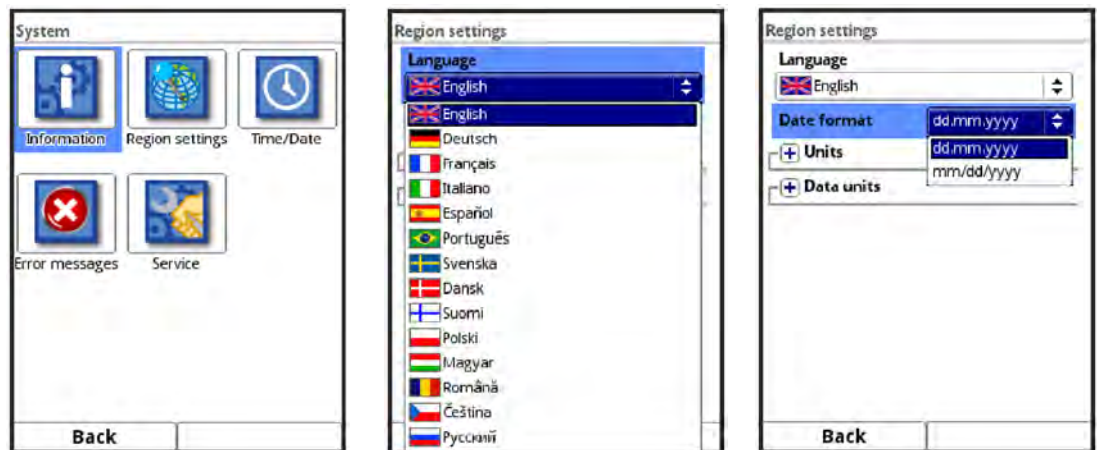 System
Information
Region settings
Time/Date
Error messages
Service
Back
Region settings
Language
English
English
Deutsch
Français
Italiano
Español
Português
Svenska
Dansk
Suomi
Polski
Magyar
Română
Čeština
Русский
Region settings
Language
English
Date format
dd.mm.yyyy
dd.mm.yyyy
mm/dd/yyyy
Units
Data units
Back